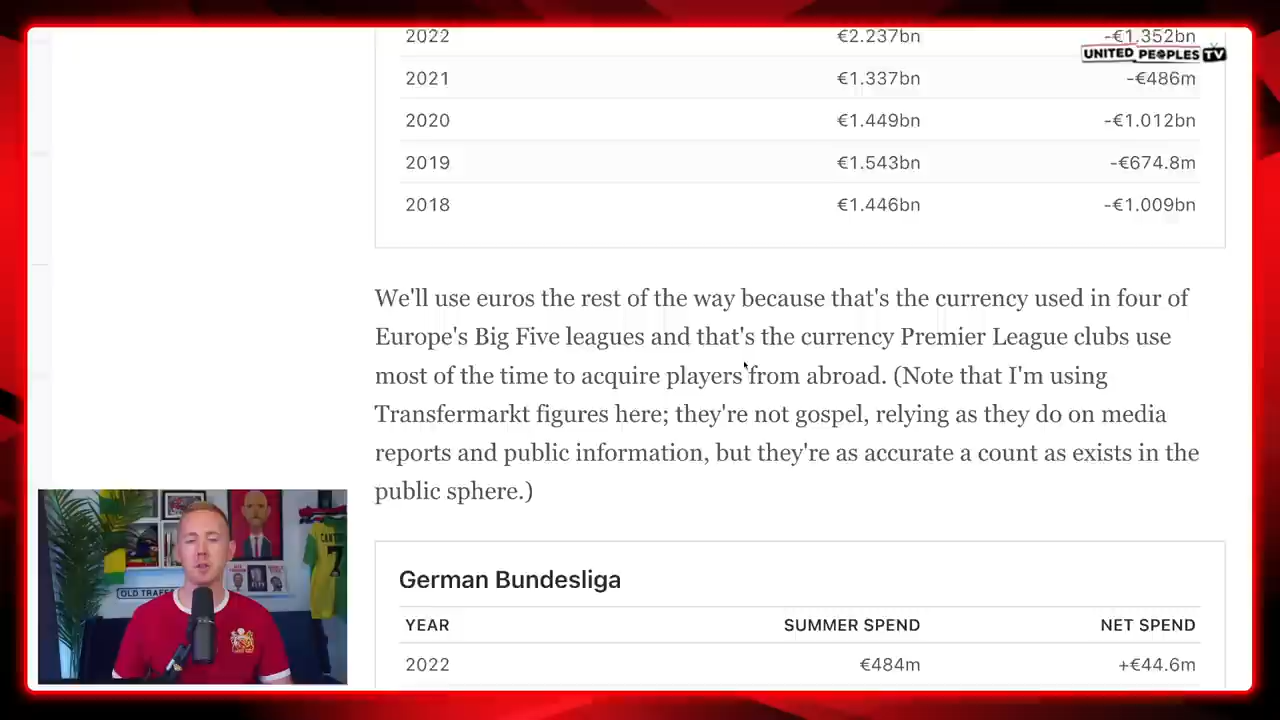 2022 €2.237bn -€1.352bn
UNITED PEOPLES TV
2021 €1.337bn -€486m
2020 €1.449bn -€1.012bn
2019 €1.543bn -€674.8m
2018 €1.446bn -€1.009bn
We'll use euros the rest of the way because that's the currency used in four of
Europe's Big Five leagues and that's the currency Premier League clubs use
most of the time to acquire players from abroad. (Note that I'm using
Transfermarkt figures here; they're not gospel, relying as they do on media
reports and public information, but they're as accurate a count as exists in the
public sphere.)
German Bundesliga
YEAR SUMMER SPEND NET SPEND
2022 €484m +€44.6m
OLD TRAFF
7